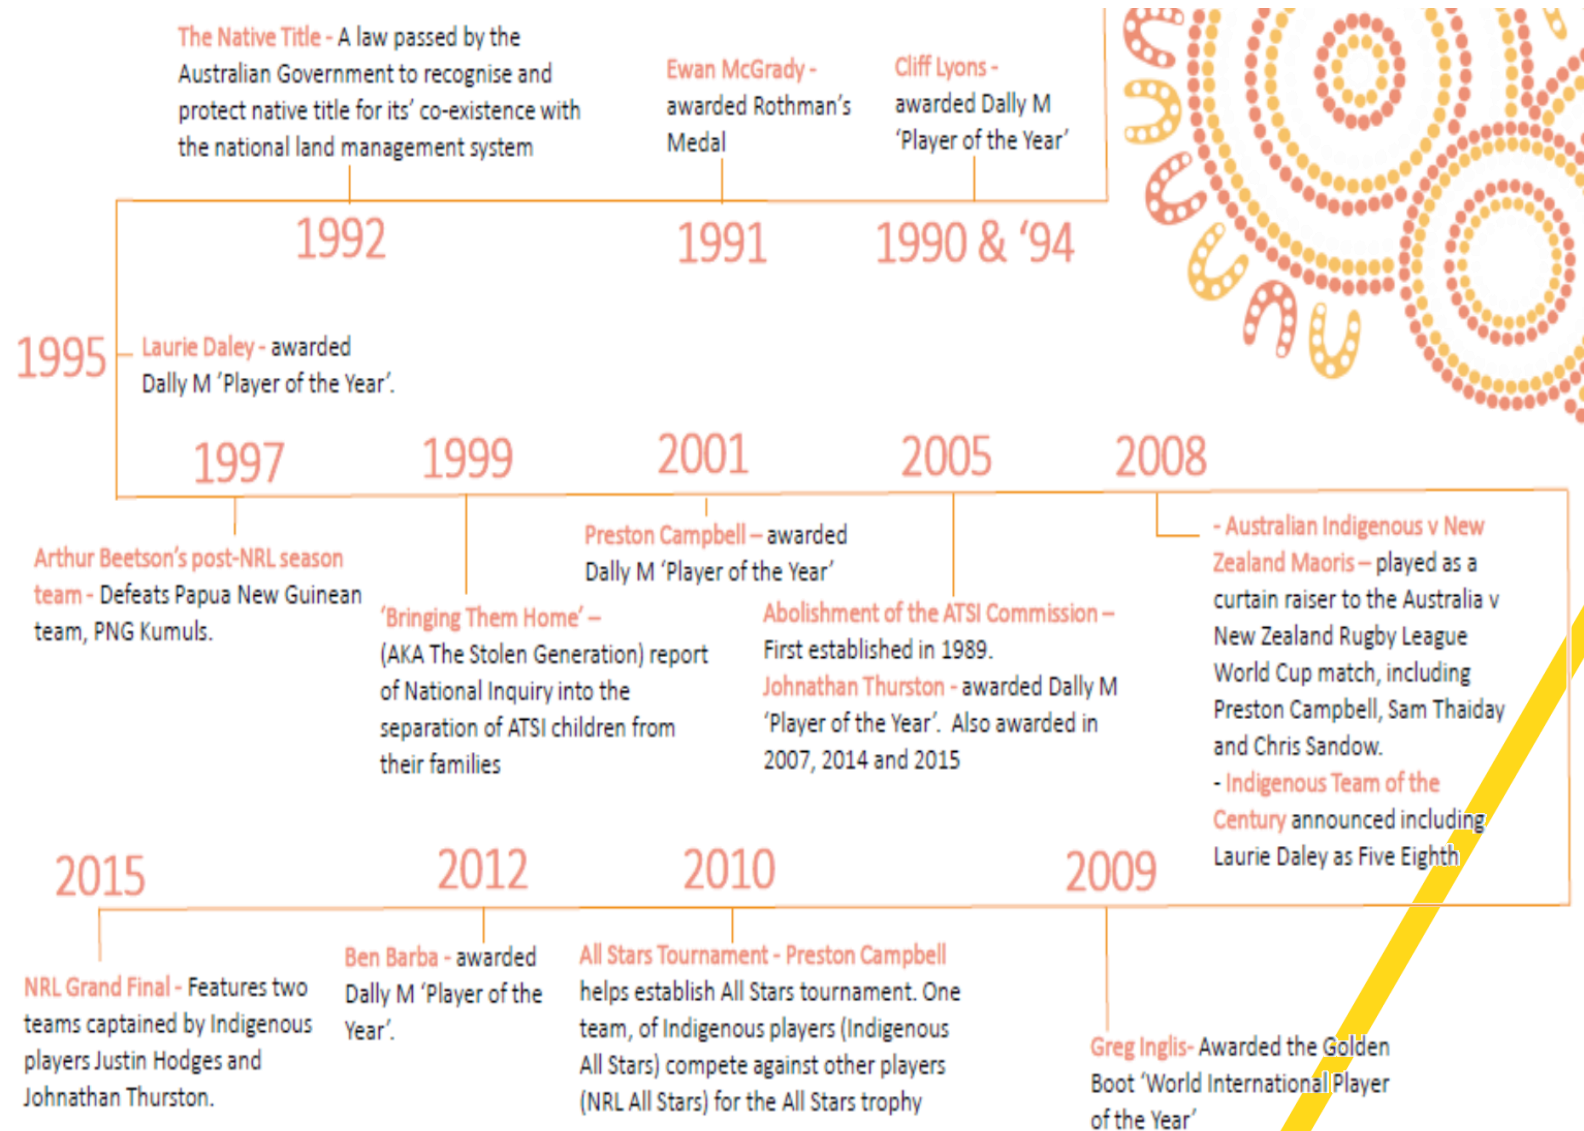 The Native Title - A law passed by the
Australian Government to recognise and
protect native title for its’ co-existence with
the national land management system
1992
Ewan McGrady -
awarded Rothman’s
Medal
1991
Cliff Lyons -
awarded Dally M
‘Player of the Year’
1990 & ‘94
1995
Laurie Daley - awarded
Dally M ‘Player of the Year’.
1997
Arthur Beetson’s post-NRL season
team - Defeats Papua New Guinean
team, PNG Kumuls.
1999
‘Bringing Them Home’ –
(AKA The Stolen Generation) report
of National Inquiry into the
separation of ATSI children from
their families
2001
Preston Campbell – awarded
Dally M ‘Player of the Year’
2005
Abolishment of the ATSI Commission –
First established in 1989.
Johnathan Thurston - awarded Dally M
‘Player of the Year’. Also awarded in
2007, 2014 and 2015
2008
- Australian Indigenous v New
Zealand Maoris – played as a
curtain raiser to the Australia v
New Zealand Rugby League
World Cup match, including
Preston Campbell, Sam Thaiday
and Chris Sandow.
- Indigenous Team of the
Century announced including
Laurie Daley as Five Eighth
2015
NRL Grand Final - Features two
teams captained by Indigenous
players Justin Hodges and
Johnathan Thurston.
2012
Ben Barba - awarded
Dally M ‘Player of the
Year’.
2010
All Stars Tournament - Preston Campbell
helps establish All Stars tournament. One
team, of Indigenous players (Indigenous
All Stars) compete against other players
(NRL All Stars) for the All Stars trophy
2009
Greg Inglis- Awarded the Golden
Boot ‘World International Player
of the Year’